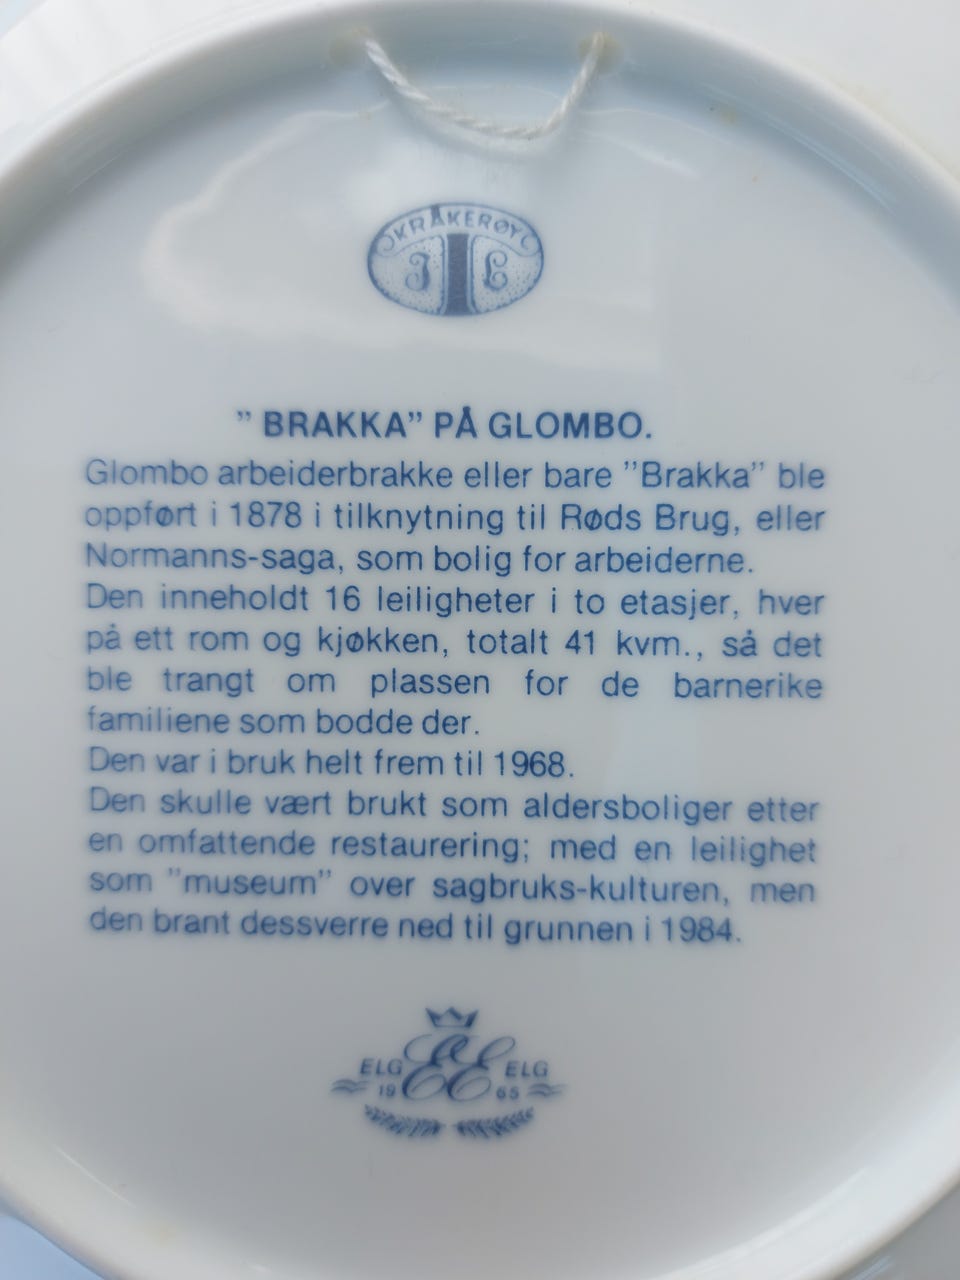 KRÅKERØY
I L
" BRAKKA" PÅ GLOMBO.
Glombo arbeiderbrakke eller bare "Brakka" ble
oppført i 1878 i tilknytning til Røds Brug, eller
Normanns-saga, som bolig for arbeiderne.
Den inneholdt 16 leiligheter i to etasjer, hver
på ett rom og kjøkken, totalt 41 kvm., så det
ble trangt om plassen for de barnerike
familiene som bodde der.
Den var i bruk helt frem til 1968.
Den skulle vært brukt som aldersboliger etter
en omfattende restaurering; med en leilighet
som "museum" over sagbruks-kulturen, men
den brant dessverre ned til grunnen i 1984.
ELG ELG
19 65